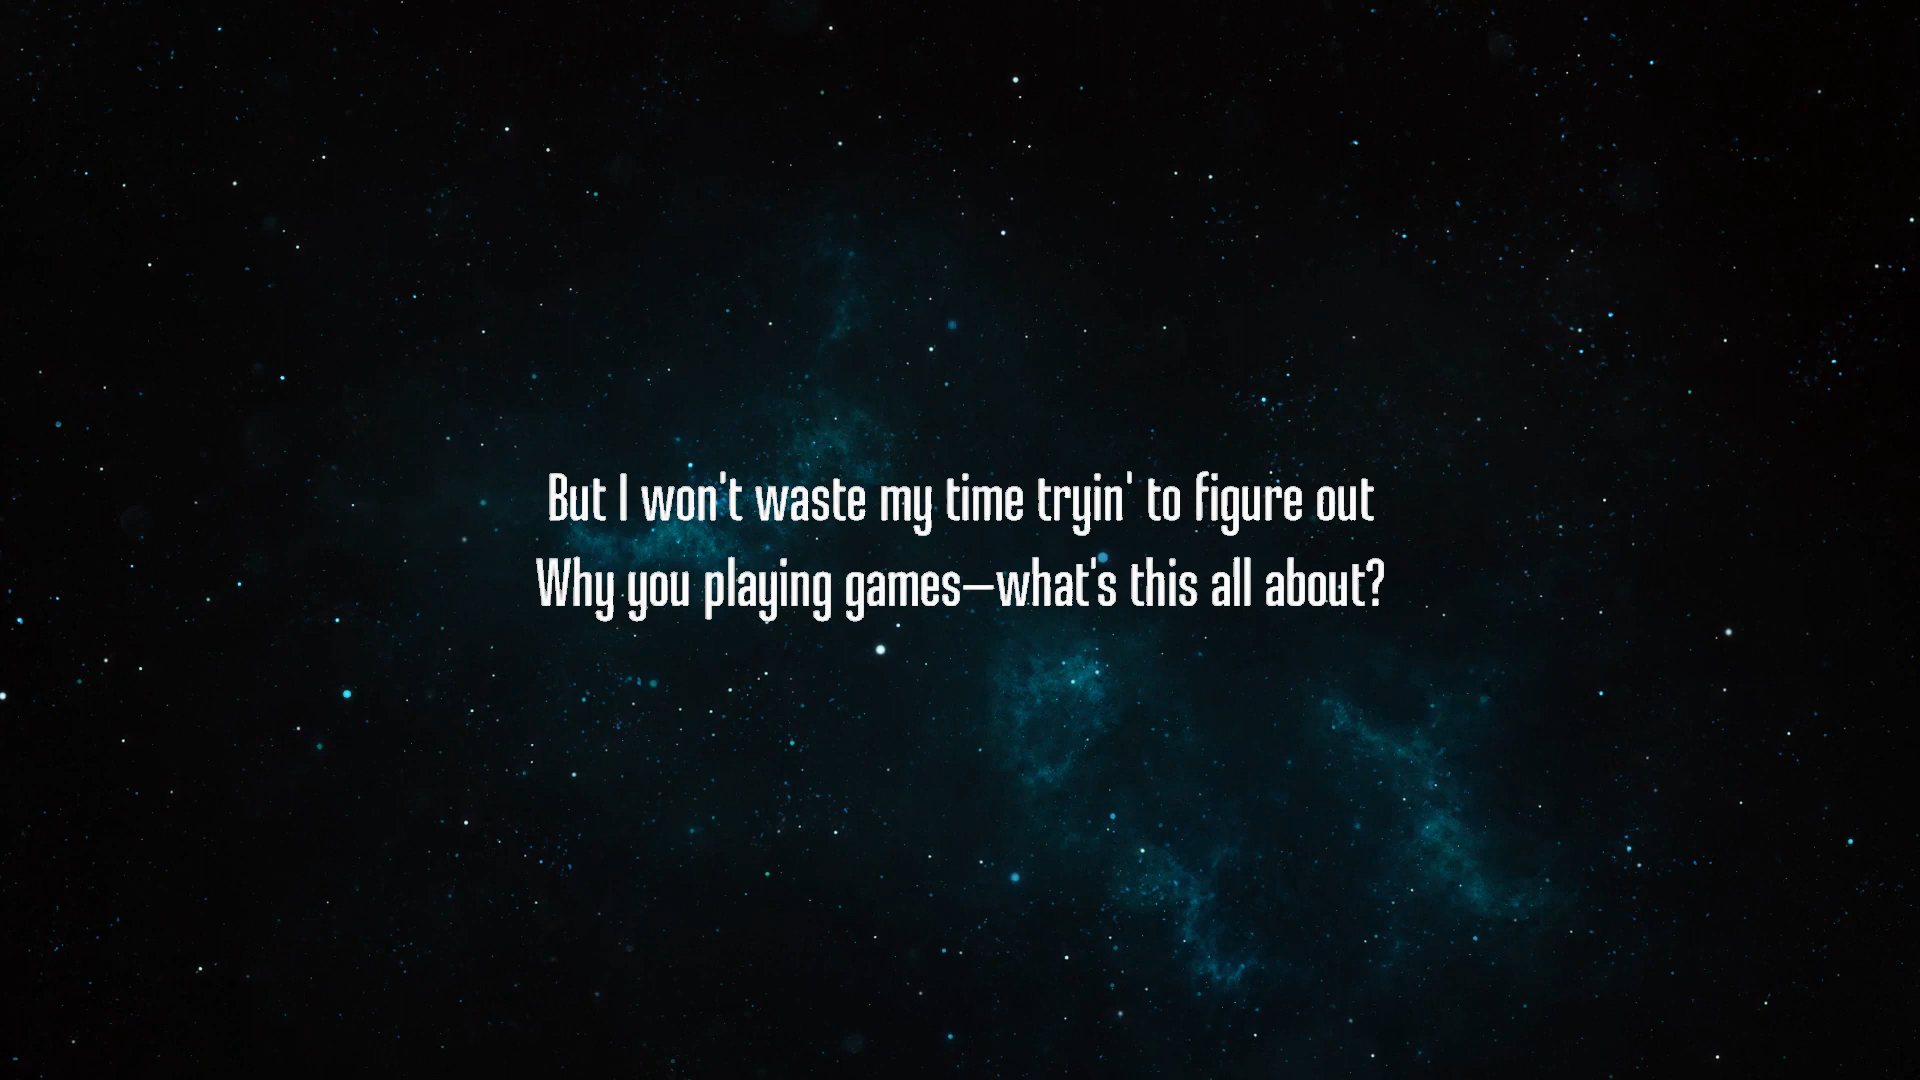 But I won't waste my time tryin' to figure out
Why you playing games—what's this all about?